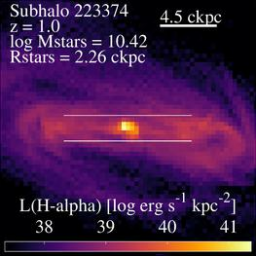 Subhalo 223374
z = 1.0
log Mstars = 10.42
Rstars = 2.26 ckpc
4.5 ckpc
L(H-alpha) [log erg s⁻¹ kpc⁻²]
38 39 40 41